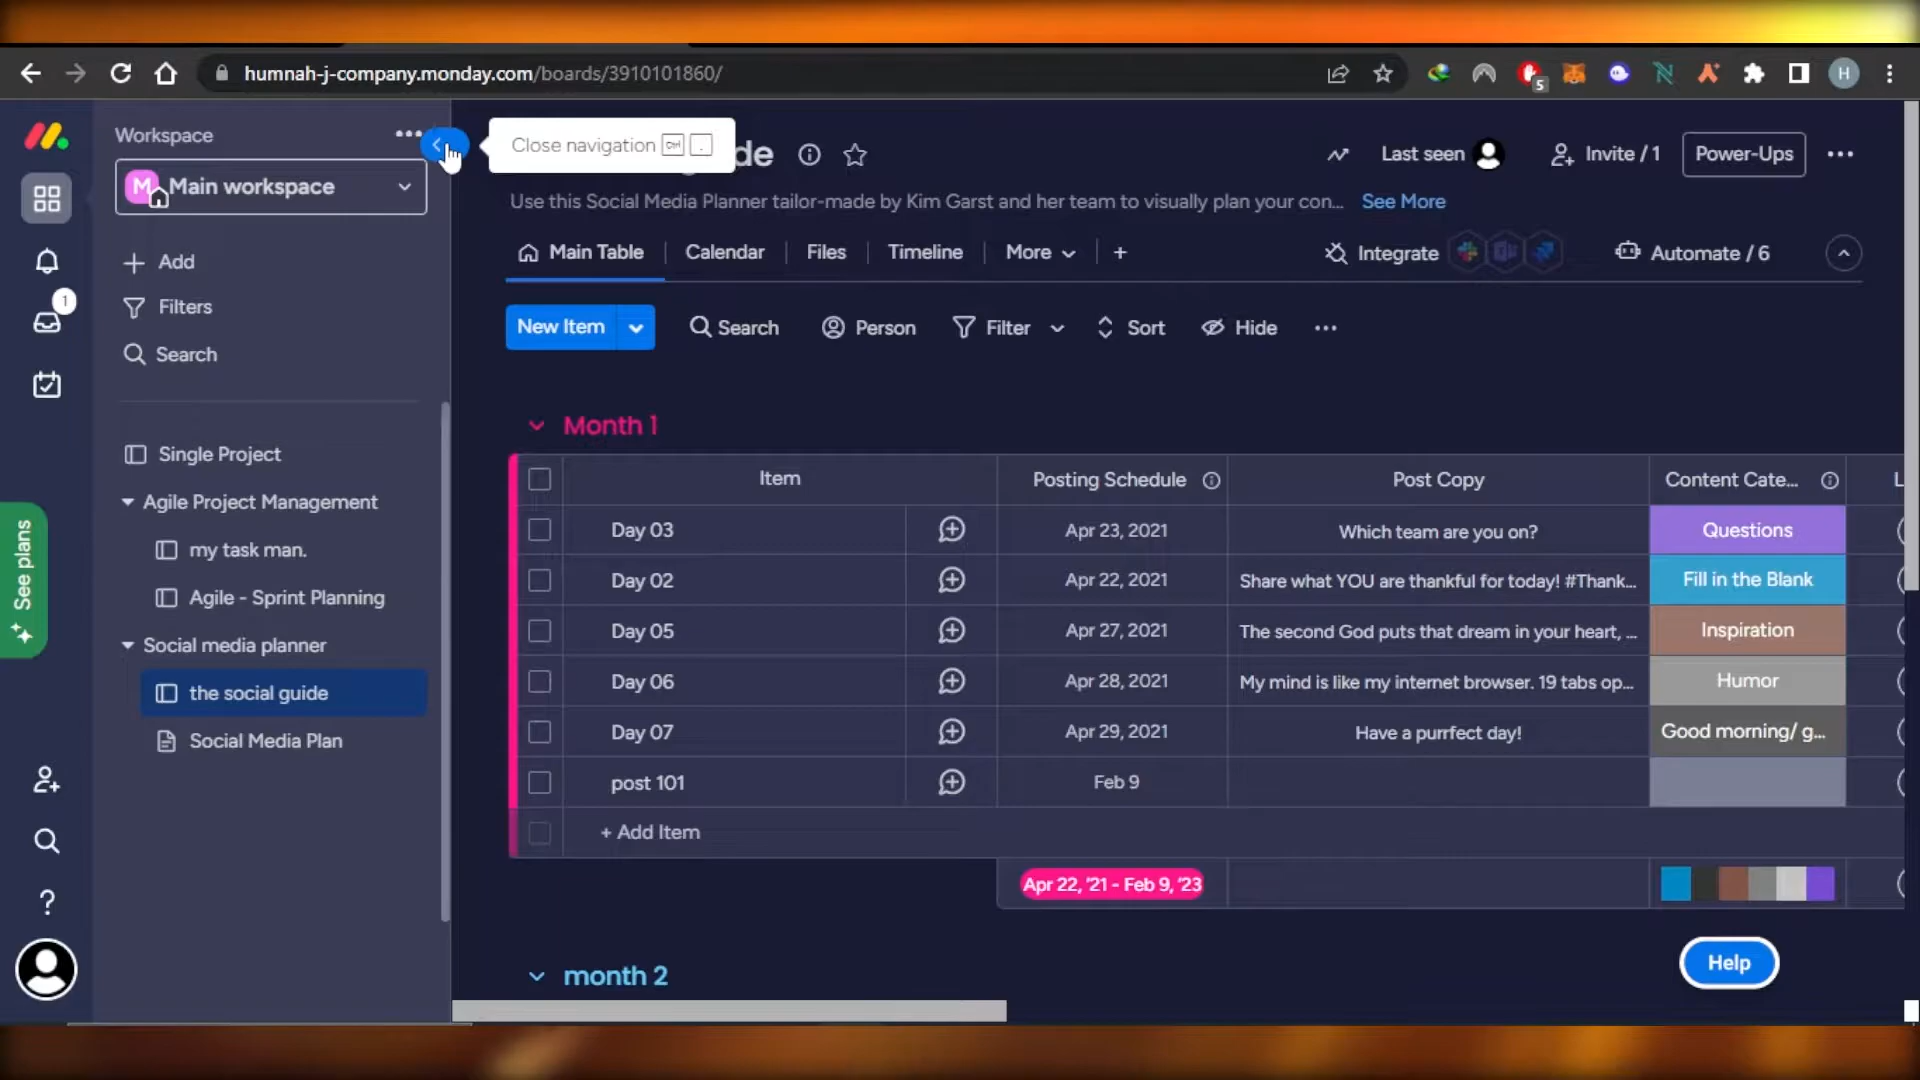 humnah-j-company.monday.com/boards/3910101860/
5
H
Workspace
M
Main workspace
Add
Filters
Search
1
Single Project
Agile Project Management
my task man.
Agile - Sprint Planning
Social media planner
the social guide
Social Media Plan
See plans
?
Close navigation Ctrl .
de
Last seen
Invite / 1
Power-Ups
Use this Social Media Planner tailor-made by Kim Garst and her team to visually plan your con... See More
Main Table
Calendar
Files
Timeline
More
+
Integrate
Automate / 6
New Item
Search
Person
Filter
Sort
Hide
Month 1
Item Posting Schedule Post Copy Content Cate... L
Day 03 Apr 23, 2021 Which team are you on? Questions
Day 02 Apr 22, 2021 Share what YOU are thankful for today! #Thank... Fill in the Blank
Day 05 Apr 27, 2021 The second God puts that dream in your heart, ... Inspiration
Day 06 Apr 28, 2021 My mind is like my internet browser. 19 tabs op... Humor
Day 07 Apr 29, 2021 Have a purrfect day! Good morning/ g...
post 101 Feb 9
+ Add Item
Apr 22, '21 - Feb 9, '23
month 2
Help